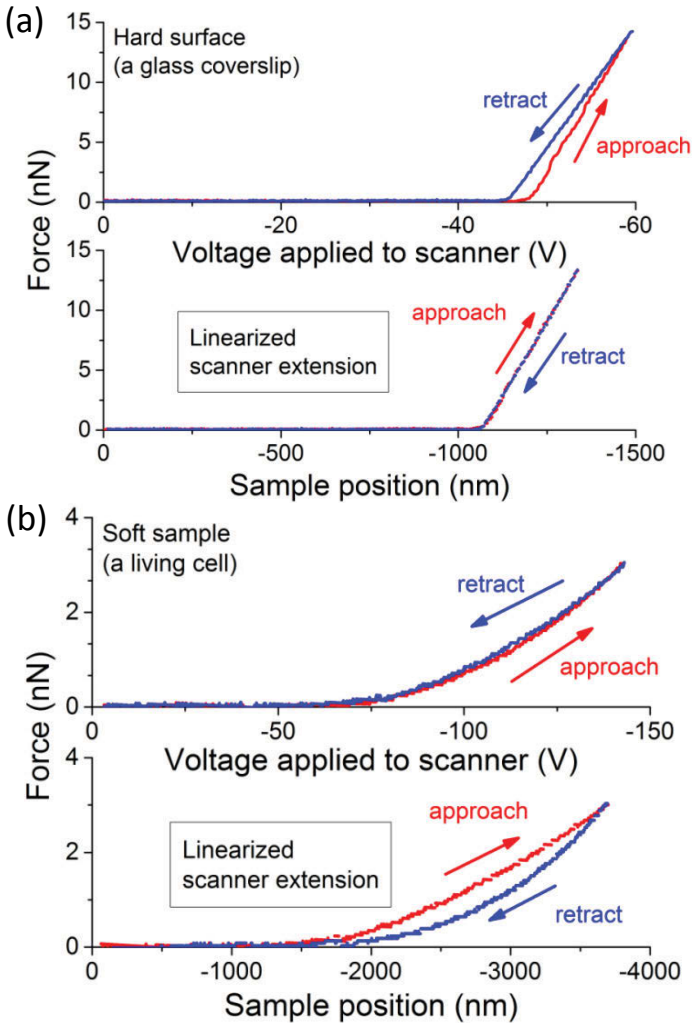 (a)
15
Hard surface
(a glass coverslip)
10
retract
5
approach
0
0 -20 -40 -60
Voltage applied to scanner (V)
Force (nN)
15
approach
10
Linearized
scanner extension
retract
5
0
0 -500 -1000 -1500
Sample position (nm)
(b)
4
Soft sample
(a living cell)
retract
2
approach
0
0 -50 -100 -150
Voltage applied to scanner (V)
Force (nN)
4
approach
Linearized
scanner extension
2
retract
0
0 -1000 -2000 -3000 -4000
Sample position (nm)